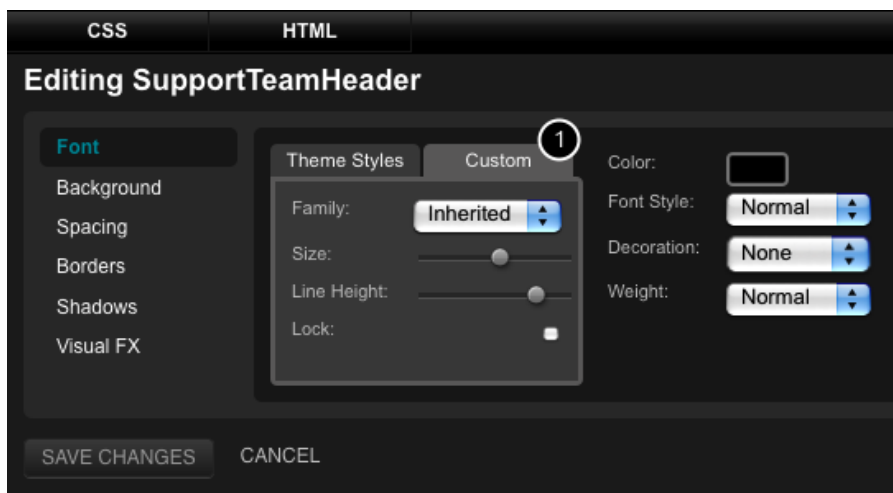 CSS HTML
Editing SupportTeamHeader
Font
Background
Spacing
Borders
Shadows
Visual FX
Theme Styles Custom 1
Family: Inherited
Size:
Line Height:
Lock:
Color:
Font Style: Normal
Decoration: None
Weight: Normal
SAVE CHANGES CANCEL